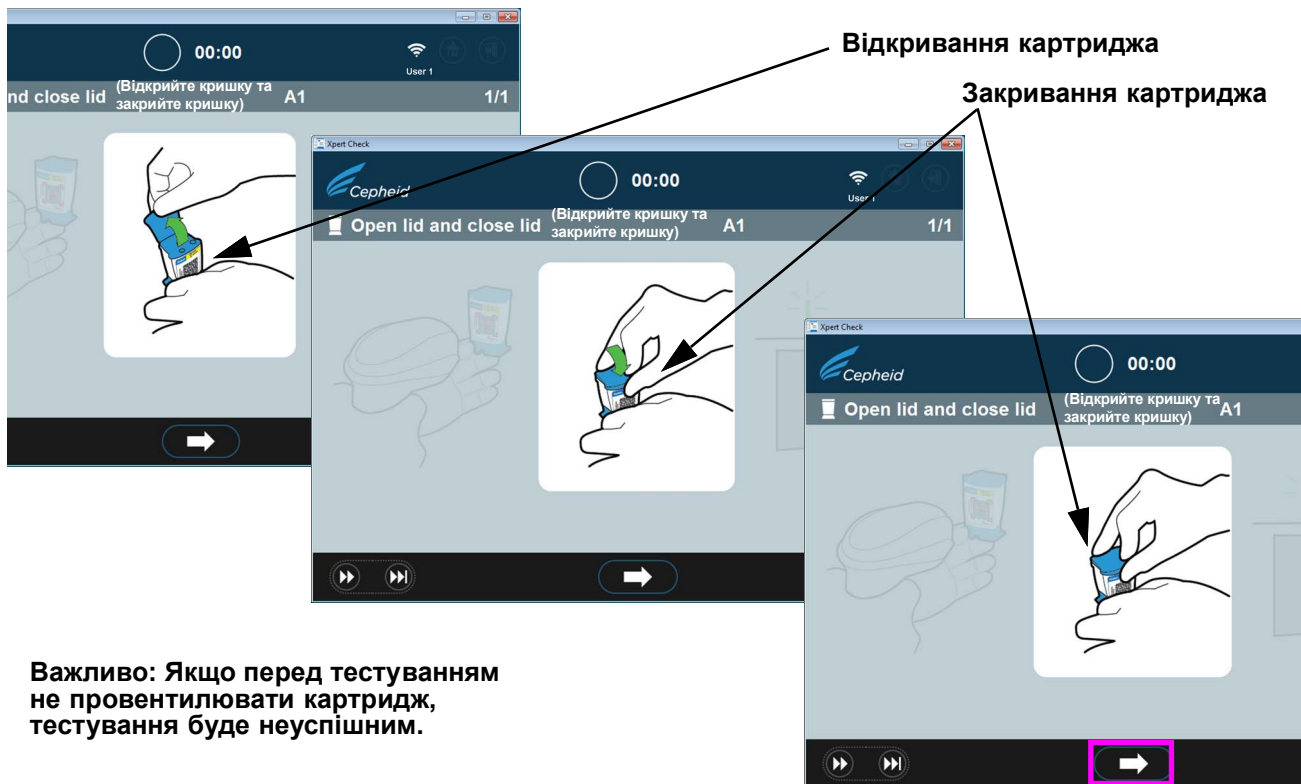 Відкривання картриджа
Закривання картриджа
00:00
User 1
nd close lid
(Відкрийте кришку та
закрийте кришку)
A1
1/1
Xpert Check
Cepheid
00:00
User 1
Open lid and close lid
(Відкрийте кришку та
закрийте кришку)
A1
1/1
Xpert Check
Cepheid
00:00
Open lid and close lid
(Відкрийте кришку та
закрийте кришку)
A1
Важливо: Якщо перед тестуванням
не провентилювати картридж,
тестування буде неуспішним.